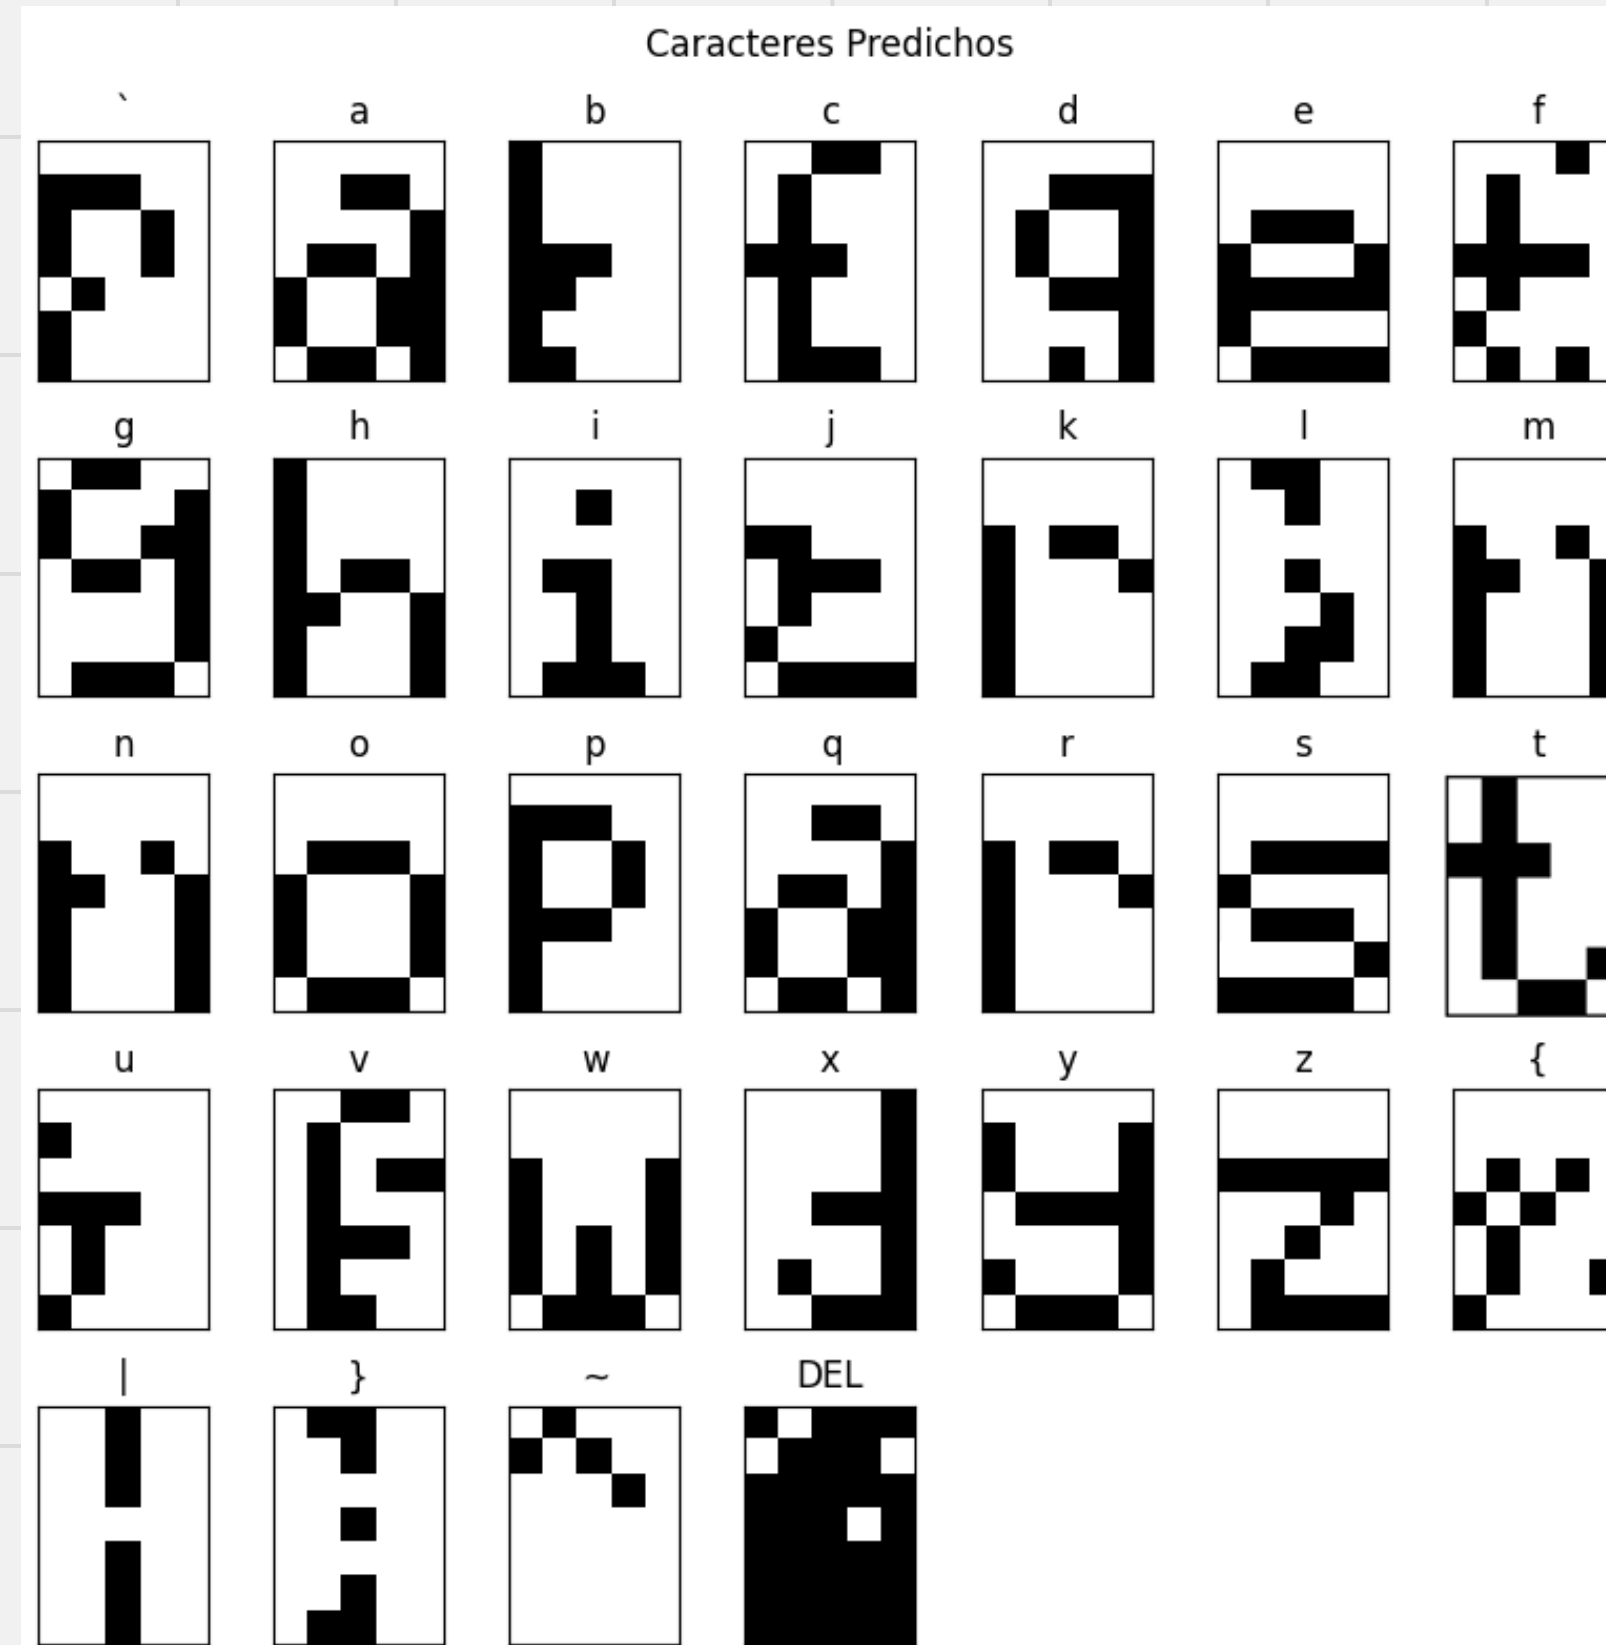 Caracteres Predichos
` a b c d e f
g h i j k l m
n o p q r s t
u v w x y z {
| } ~ DEL